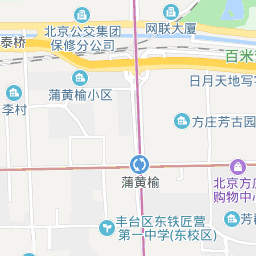 北京公交集团
保修分公司
网联大厦
泰桥
百米
日月天地写
蒲黄榆小区
李村
方庄芳古园
蒲黄榆
北京方
购物中
丰台区东铁匠营
第一中学(东校区)
芳